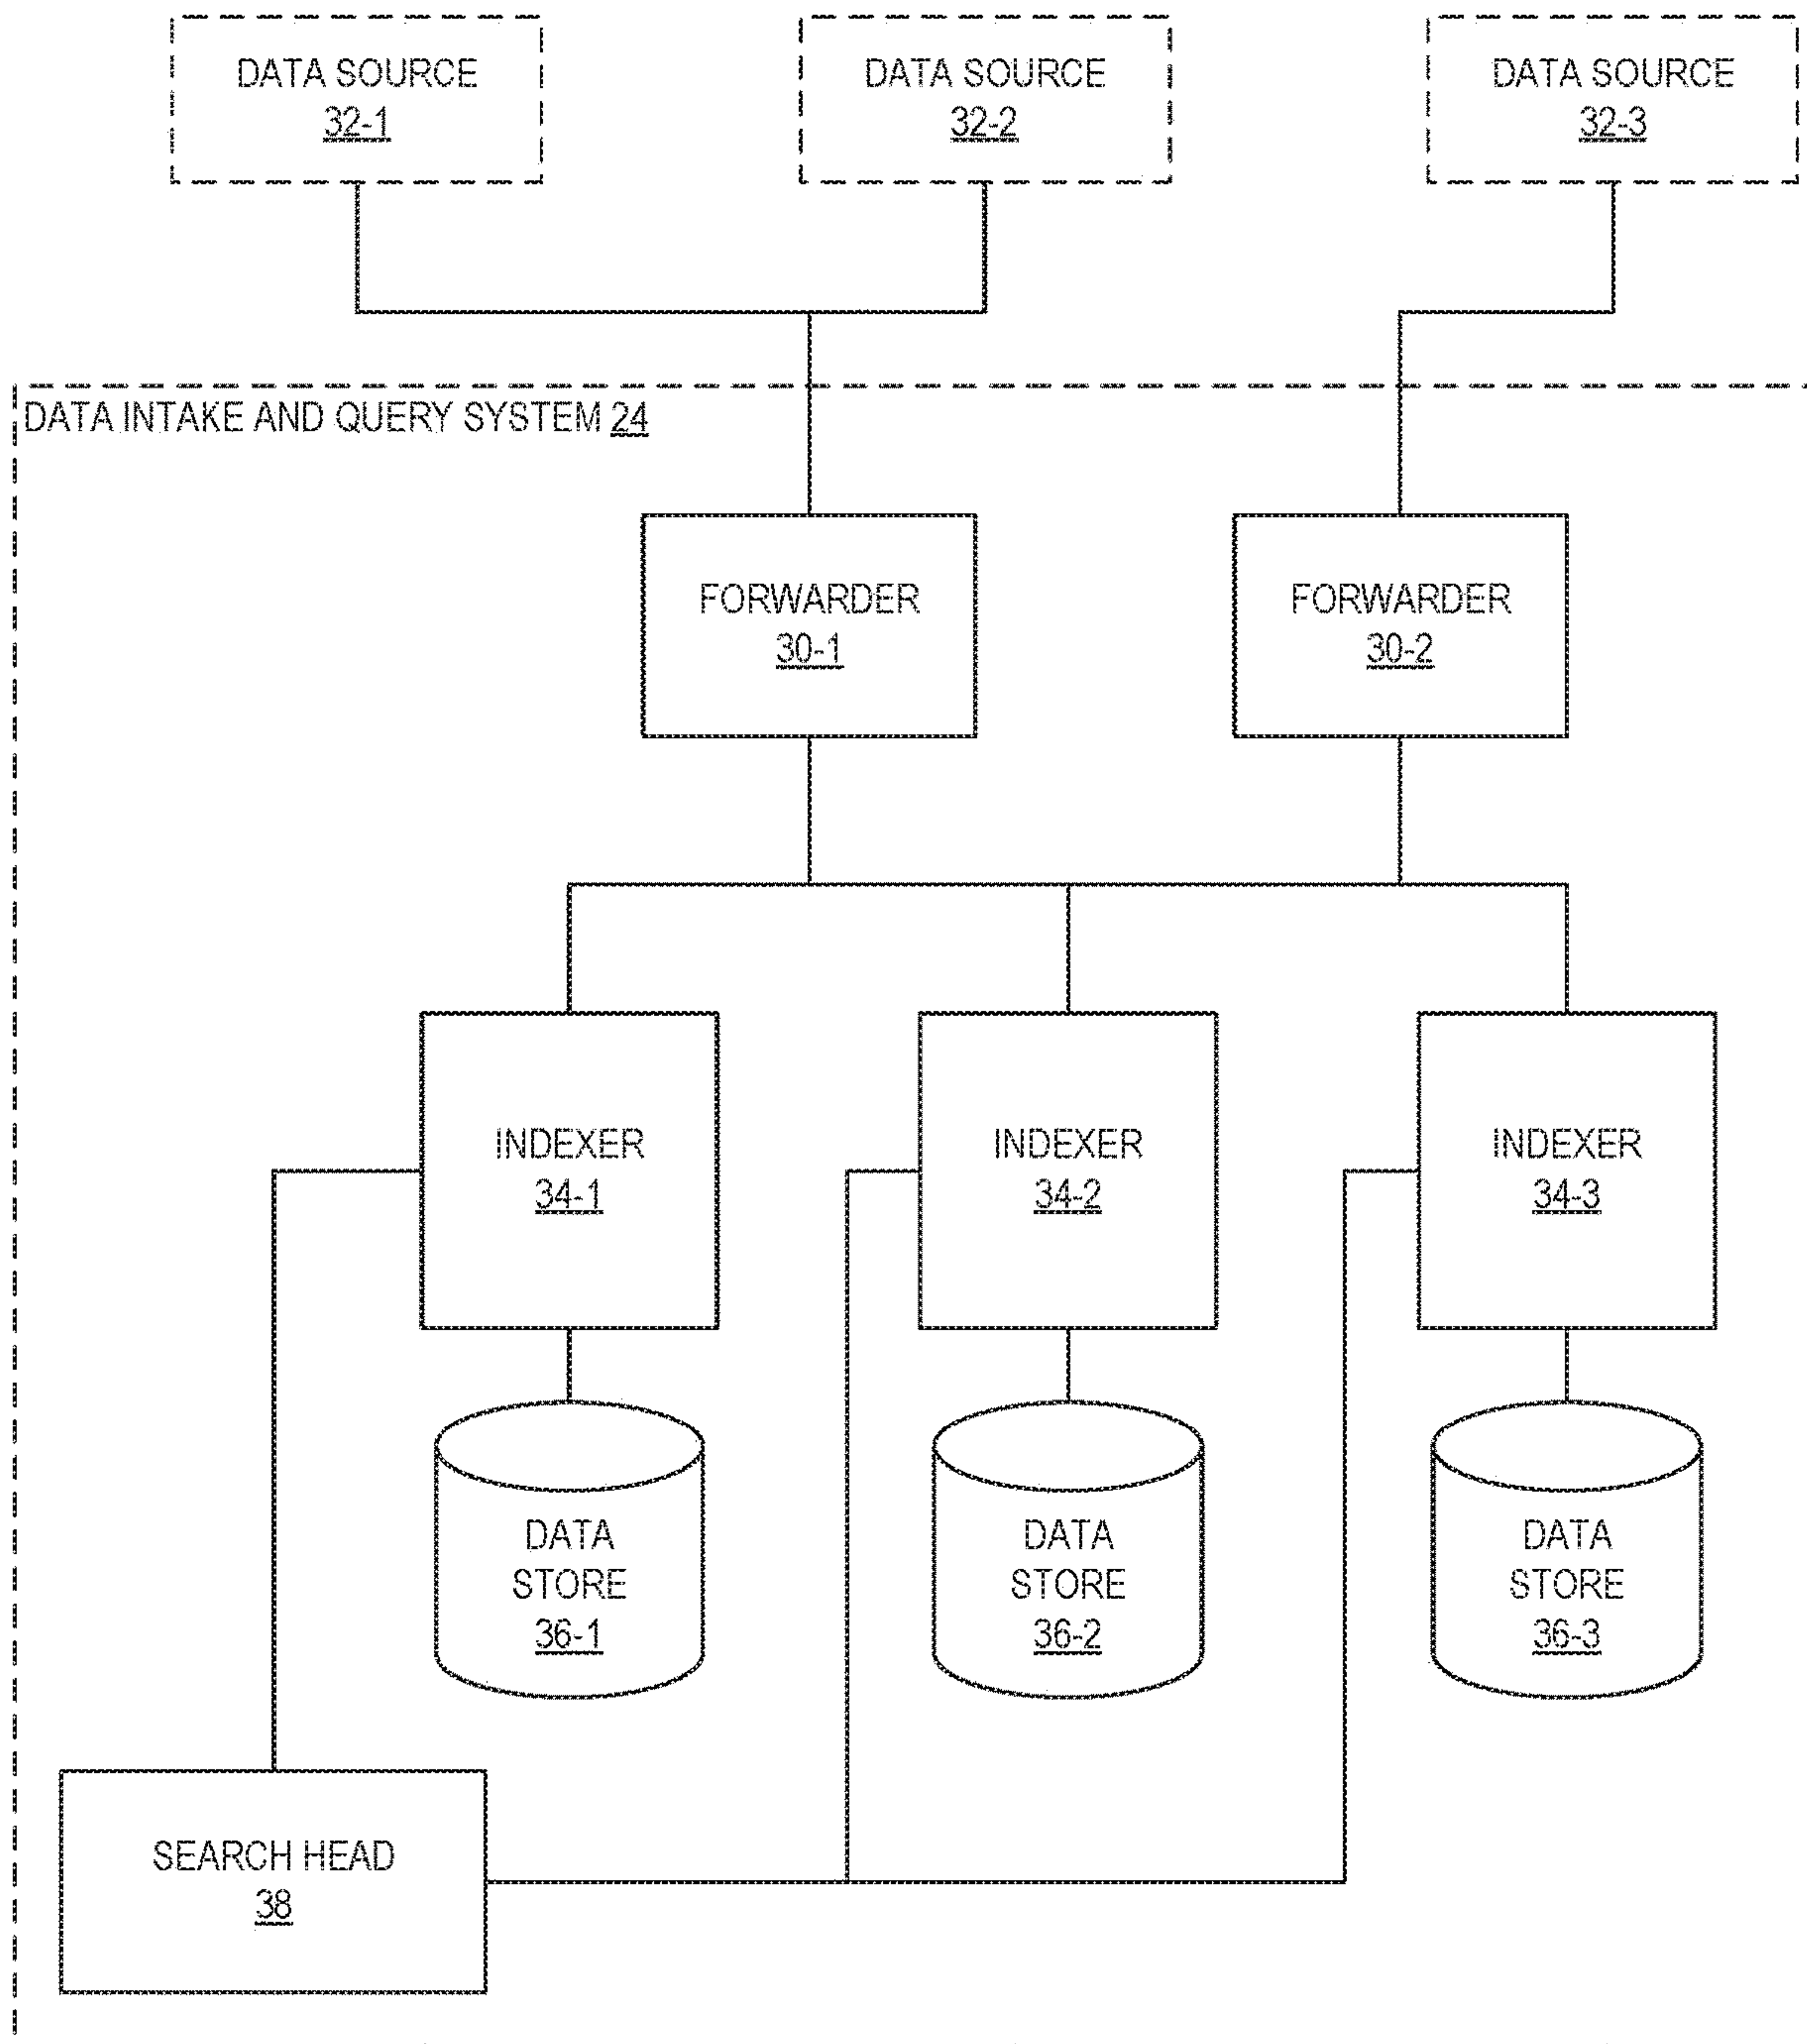 DATA SOURCE
32-1
DATA SOURCE
32-2
DATA SOURCE
32-3
DATA INTAKE AND QUERY SYSTEM 24
FORWARDER
30-1
FORWARDER
30-2
INDEXER
34-1
INDEXER
34-2
INDEXER
34-3
DATA
STORE
36-1
DATA
STORE
36-2
DATA
STORE
36-3
SEARCH HEAD
38